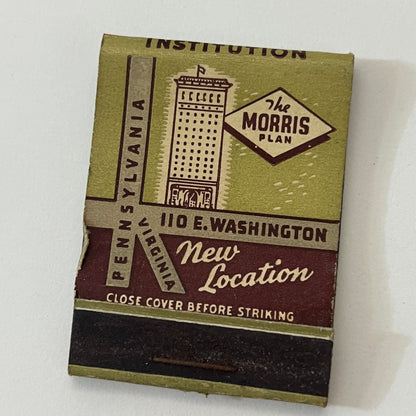 INSTITUTION
The
MORRIS
PLAN
PENNSYLVANIA
110 E. WASHINGTON
VIRGINIA
New
Location
CLOSE COVER BEFORE STRIKING